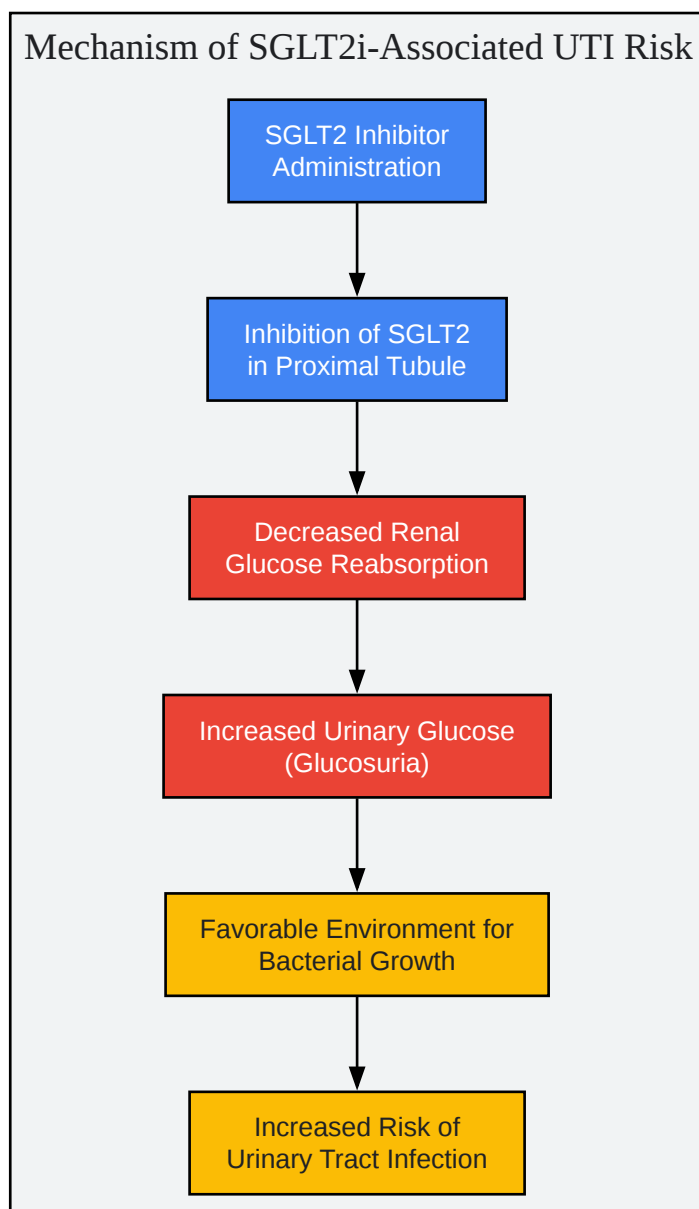 Mechanism of SGLT2i-Associated UTI Risk
SGLT2 Inhibitor
Administration
Inhibition of SGLT2
in Proximal Tubule
Decreased Renal
Glucose Reabsorption
Increased Urinary Glucose
(Glucosuria)
Favorable Environment for
Bacterial Growth
Increased Risk of
Urinary Tract Infection